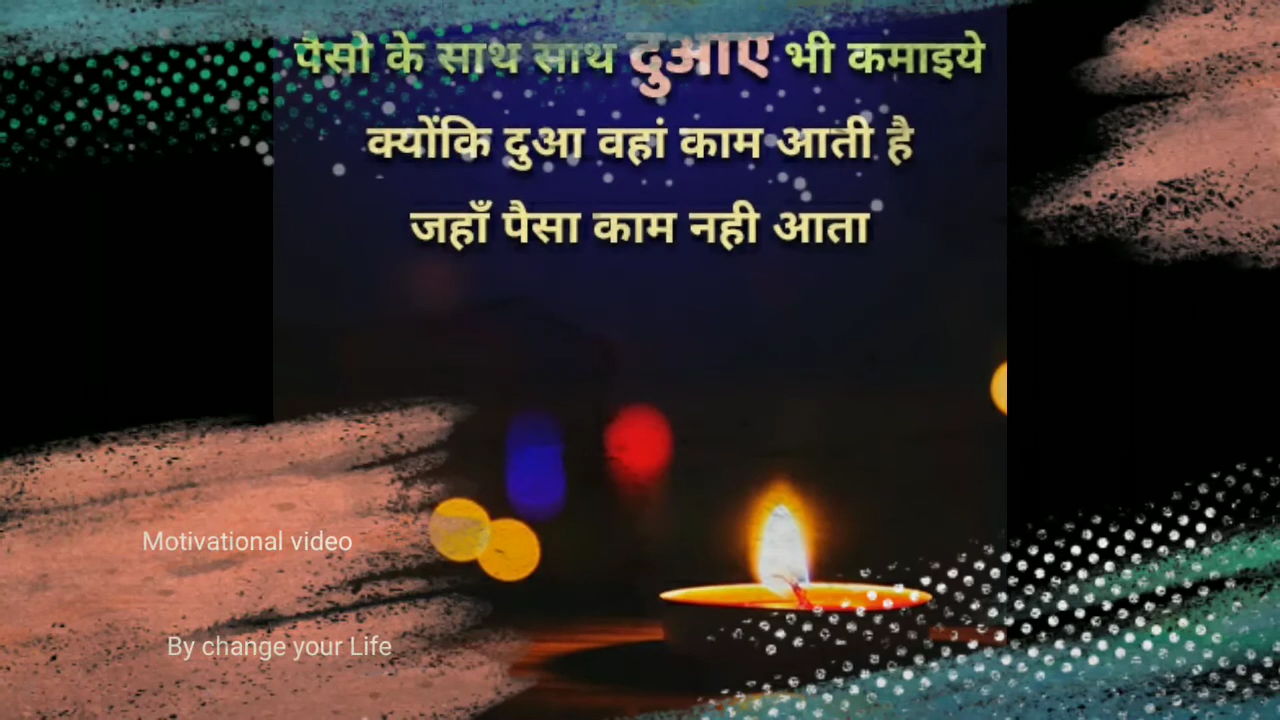 पैसो के साथ साथ दुआए भी कमाइये
क्योंकि दुआ वहां काम आती है
जहाँ पैसा काम नही आता
Motivational video
By change your Life